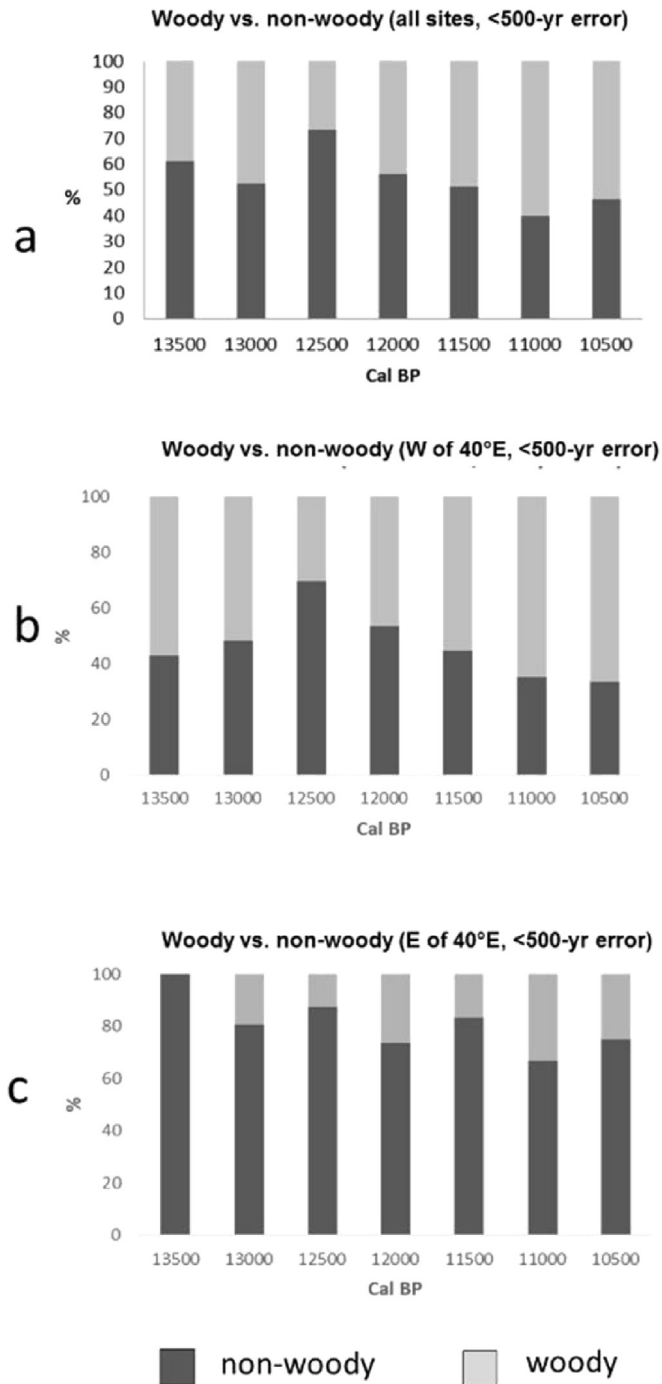 Woody vs. non-woody (all sites, <500-yr error)
100
90
80
70
60
50
40
30
20
10
0
%
a
13500 13000 12500 12000 11500 11000 10500
Cal BP
Woody vs. non-woody (W of 40°E, <500-yr error)
100
80
60
40
20
0
%
b
13500 13000 12500 12000 11500 11000 10500
Cal BP
Woody vs. non-woody (E of 40°E, <500-yr error)
100
80
60
40
20
0
%
c
13500 13000 12500 12000 11500 11000 10500
Cal BP
non-woody woody